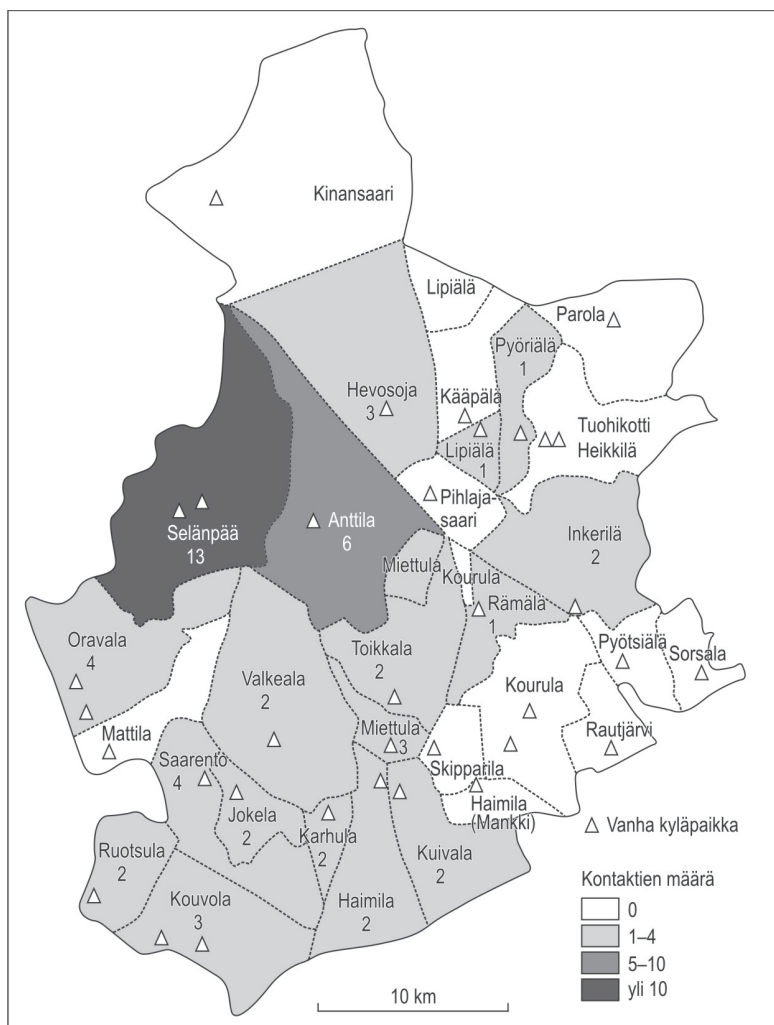 Kinansaari
Lipiälä
Parola
Pyöriälä
1
Hevosoja
3
Kääpälä
Lipiälä
1
Tuohikotti
Heikkilä
Pihlaja-
saari
Selänpää
13
Anttila
6
Inkerilä
2
Miettula
Kourula
Rämälä
1
Oravala
4
Toikkala
2
Pyötsiälä
Sorsala
Valkeala
2
Kourula
Mattila
Miettula
3
Rautjärvi
Saarento
4
Skipparila
Haimila
(Mankki)
Jokela
2
Karhula
2
Vanha kyläpaikka
Ruotsula
2
Kuivala
2
Kouvola
3
Haimila
2
Kontaktien määrä
0
1–4
5–10
yli 10
10 km